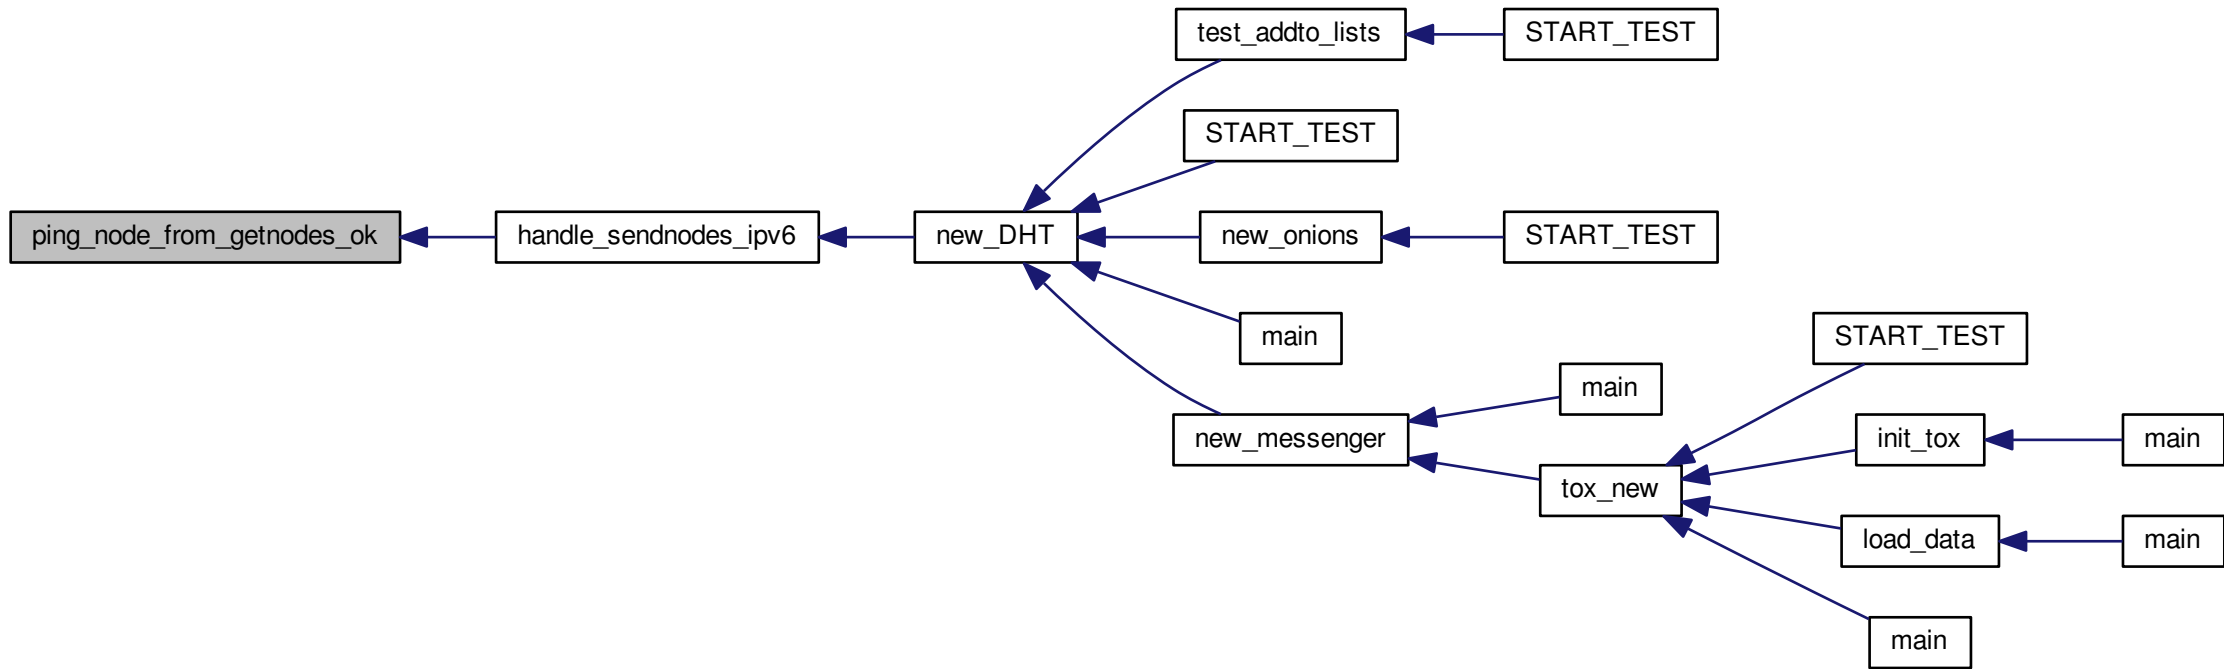 test_addto_lists
START_TEST
START_TEST
ping_node_from_getnodes_ok
handle_sendnodes_ipv6
new_DHT
new_onions
START_TEST
main
START_TEST
main
new_messenger
init_tox
main
tox_new
load_data
main
main